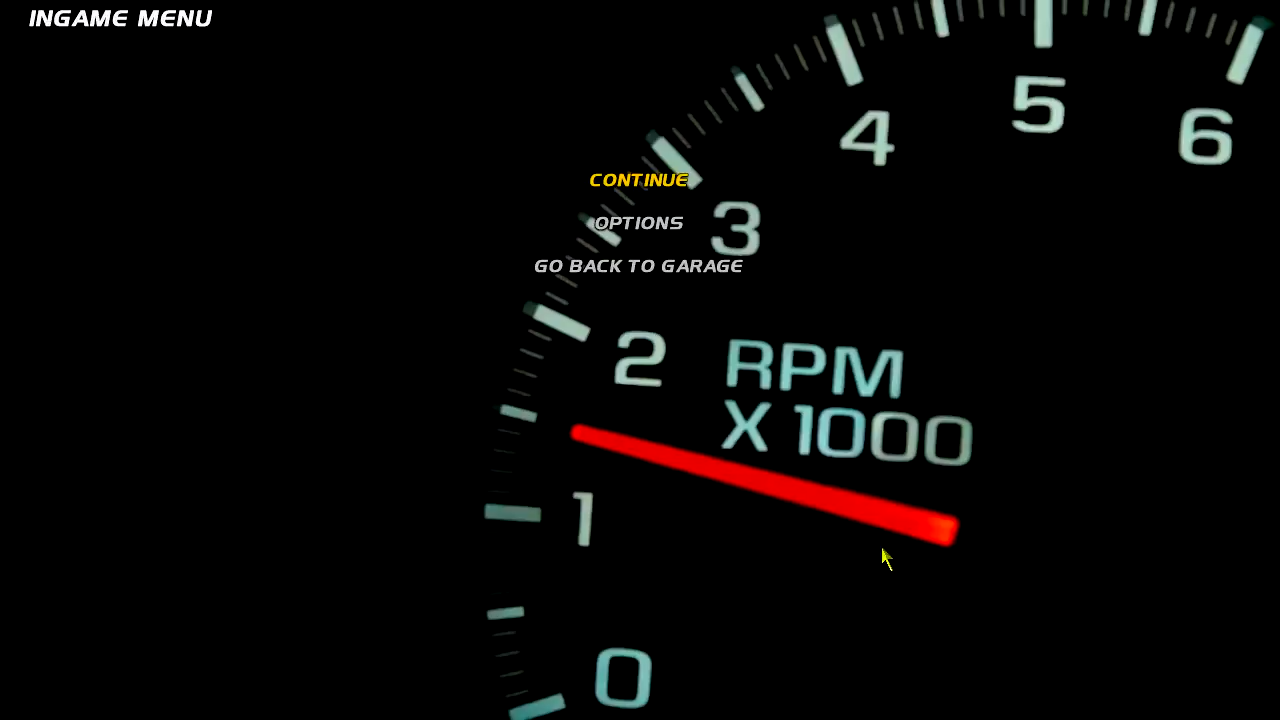 INGAME MENU
4
5
6
CONTINUE
OPTIONS
3
GO BACK TO GARAGE
2
RPM
X 1000
1
0